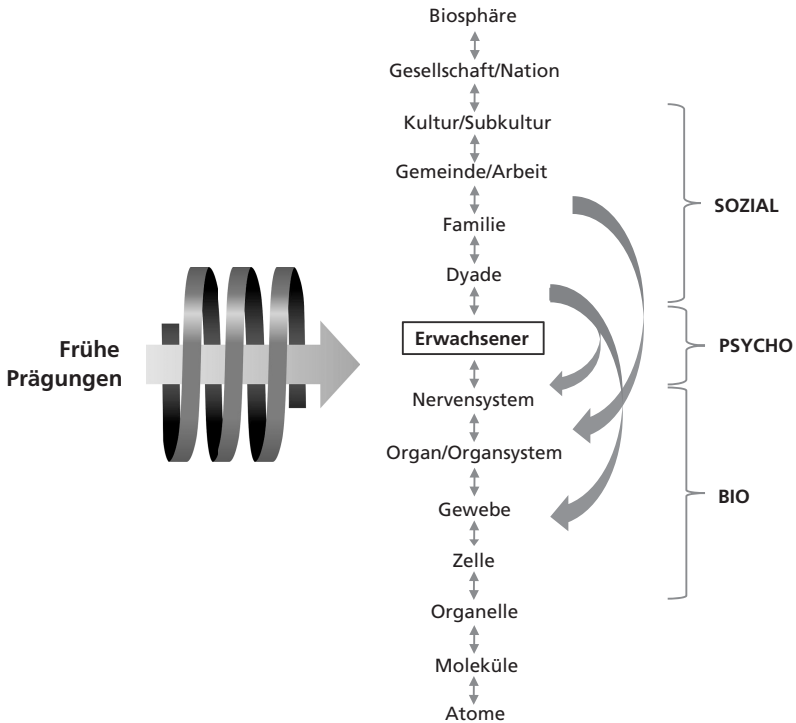 Biosphäre
Gesellschaft/Nation
Kultur/Subkultur
Gemeinde/Arbeit
Familie
Dyade
Erwachsener
Nervensystem
Organ/Organsystem
Gewebe
Zelle
Organelle
Moleküle
Atome
Frühe
Prägungen
SOZIAL
PSYCHO
BIO